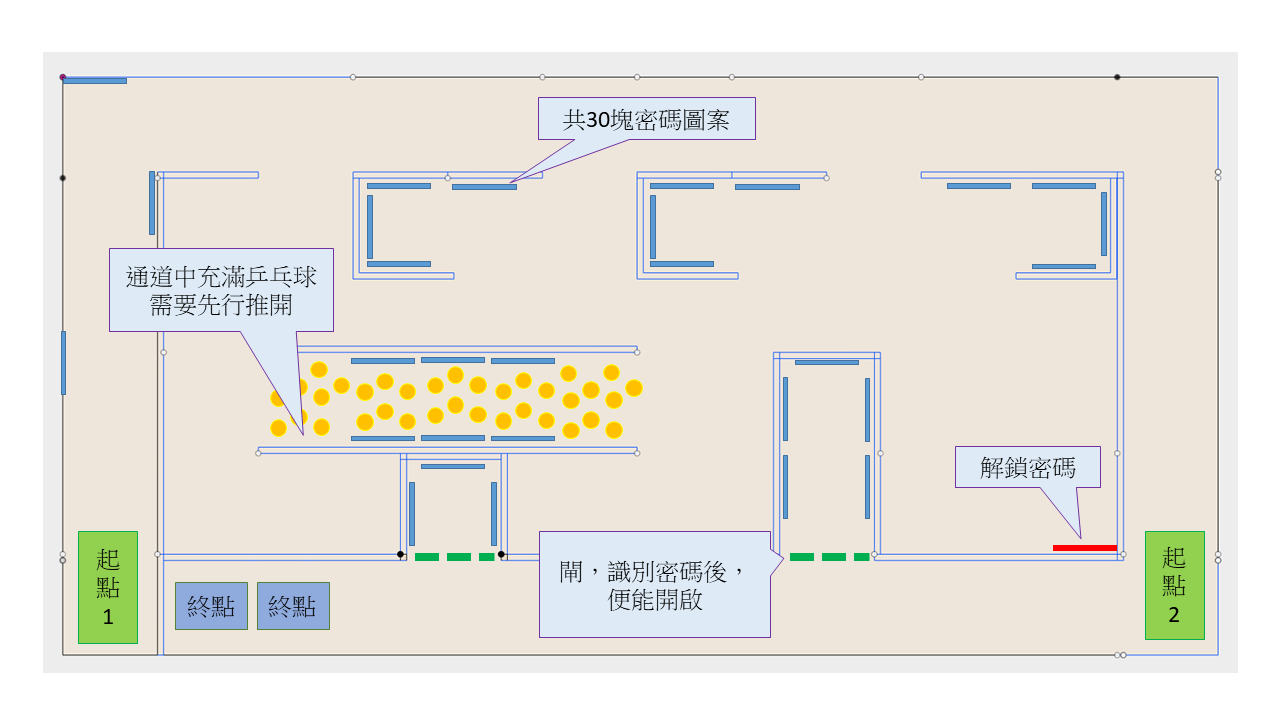 共30塊密碼圖案
通道中充滿乒乓球
需要先行推開
解鎖密碼
起
點
1
終點
終點
閘，識別密碼後，
便能開啟
起
點
2